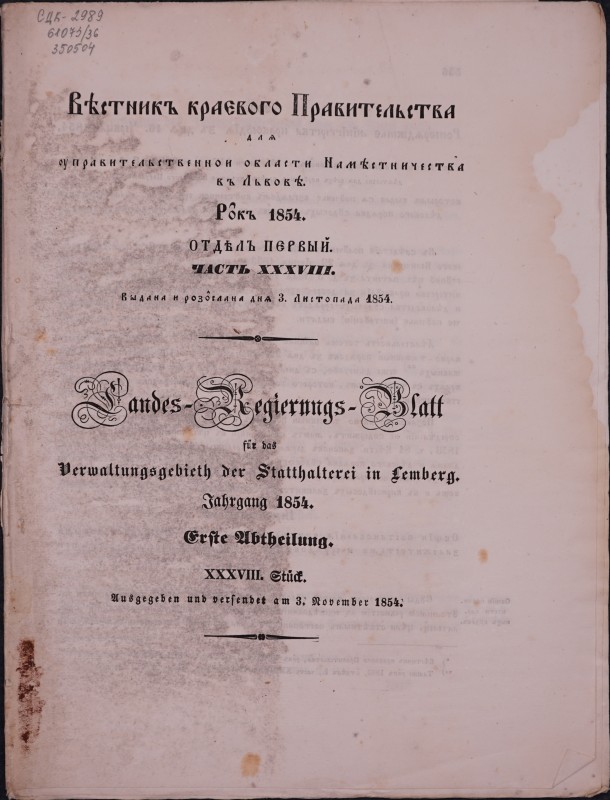 СДК-2989
61073/36
350504
Вѣстникъ краевого Правительства
для
оуправительственнои области Намѣстничества
въ Львовѣ.
Рокъ 1854.
Отдѣлъ первый.
Часть XXXVIII.
Выдана и розослана дня 3. Листопада 1854.
Landes-Regierungs-Blatt
für das
Verwaltungsgebieth der Statthalterei in Lemberg.
Jahrgang 1854.
Erste Abtheilung.
XXXVIII. Stück.
Ausgegeben und versendet am 3. November 1854.